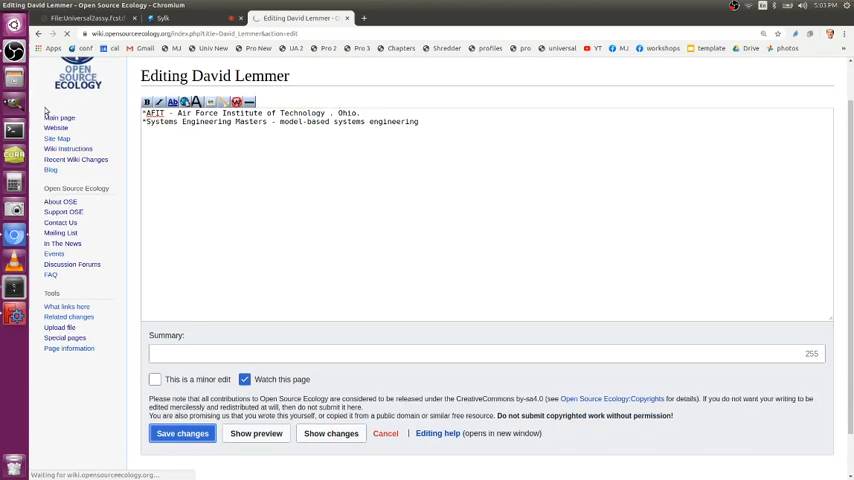 Editing David Lemmer - Open Source Ecology - Chromium
En
5:03 PM
File:Universal2assy.fcst
Sylk
Editing David Lemmer - O
wiki.opensourceecology.org/index.php?title=David_Lemmer&action=edit
Apps conf cal Gmail Univ New Pro New UA 2 Pro 2 Pro 3 Chapters Shredder profiles pro universal YT MJ workshops template Drive photos
OPEN SOURCE
ECOLOGY
Main page
Website
Site Map
Wiki Instructions
Recent Wiki Changes
Blog
Open Source Ecology
About OSE
Support OSE
Contact Us
Mailing List
In The News
Events
Discussion Forums
FAQ
Tools
What links here
Related changes
Upload file
Special pages
Page information
Editing David Lemmer
B Ab A
*AFIT - Air Force Institute of Technology . Ohio.
*Systems Engineering Masters - model-based systems engineering
Summary:
255
This is a minor edit Watch this page
Please note that all contributions to Open Source Ecology are considered to be released under the CreativeCommons by-sa4.0 (see Open Source Ecology:Copyrights for details). If you do not want your writing to
be edited mercilessly and redistributed at will, then do not submit it here.
You are also promising us that you wrote this yourself, or copied it from a public domain or similar free resource. Do not submit copyrighted work without permission!
Save changes Show preview Show changes Cancel | Editing help (opens in new window)
Waiting for wiki.opensourceecology.org...
CURA